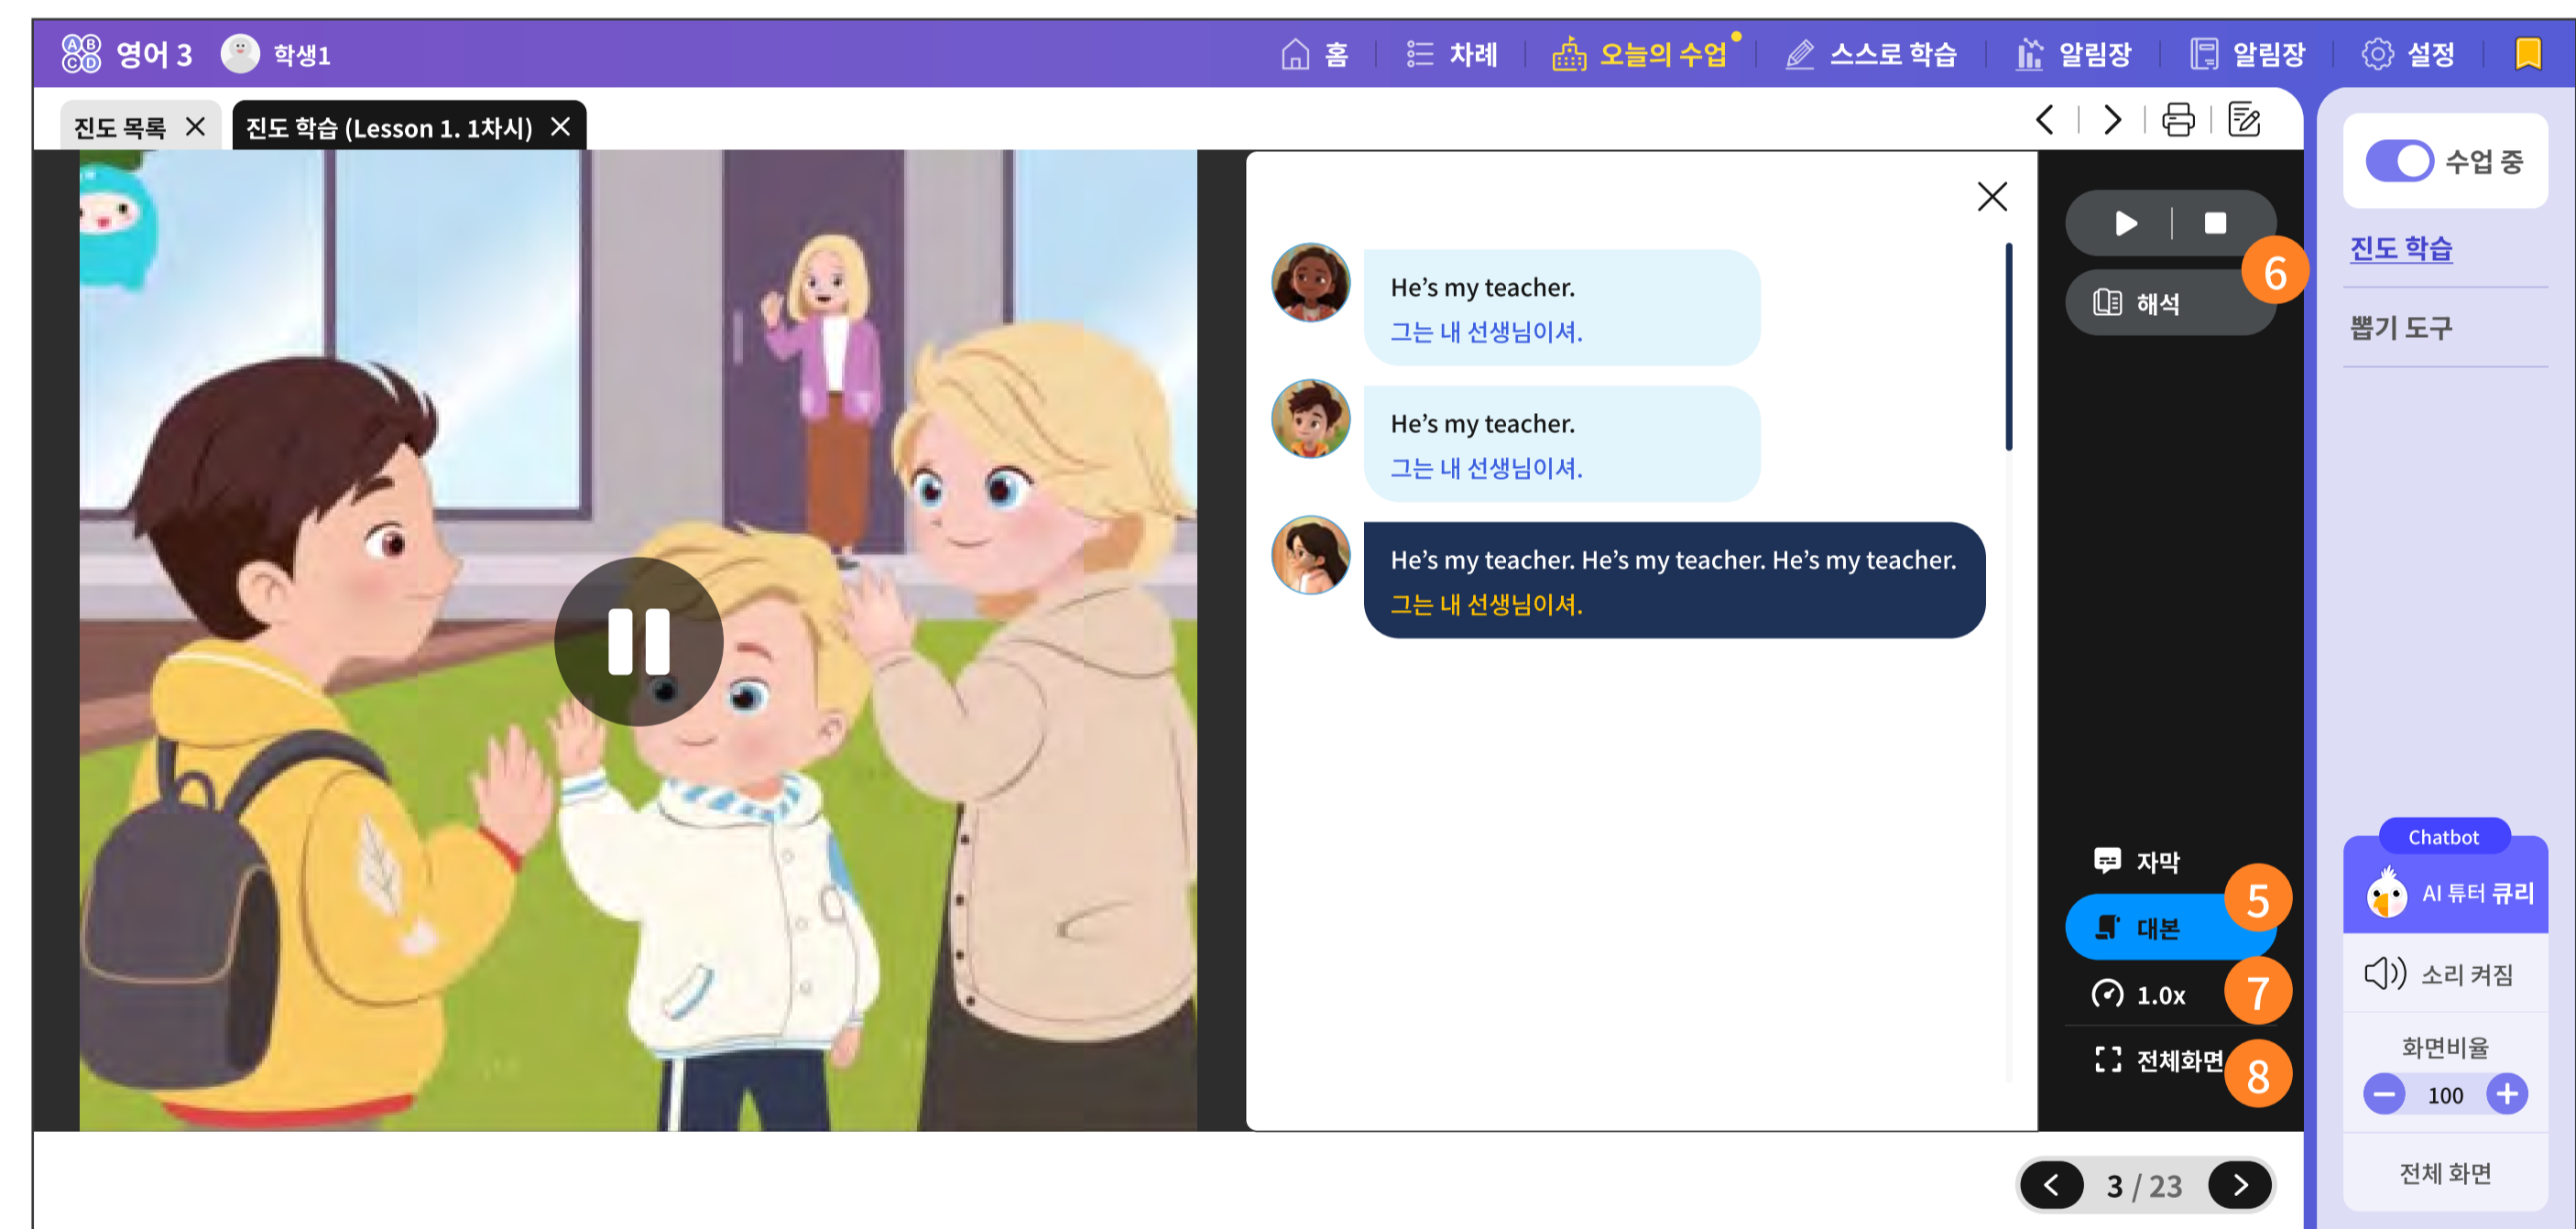 영어 3 학생1 홈 차례 오늘의 수업 스스로 학습 알림장 알림장 설정
진도 목록 진도 학습 (Lesson 1. 1차시)
수업 중
진도 학습
뽑기 도구
He’s my teacher.
그는 내 선생님이셔.
He’s my teacher.
그는 내 선생님이셔.
He’s my teacher. He’s my teacher. He’s my teacher.
그는 내 선생님이셔.
6
해석
자막
5
대본
1.0x 7
전체화면 8
Chatbot
AI 튜터 큐리
소리 켜짐
화면비율
100
전체 화면
3 / 23